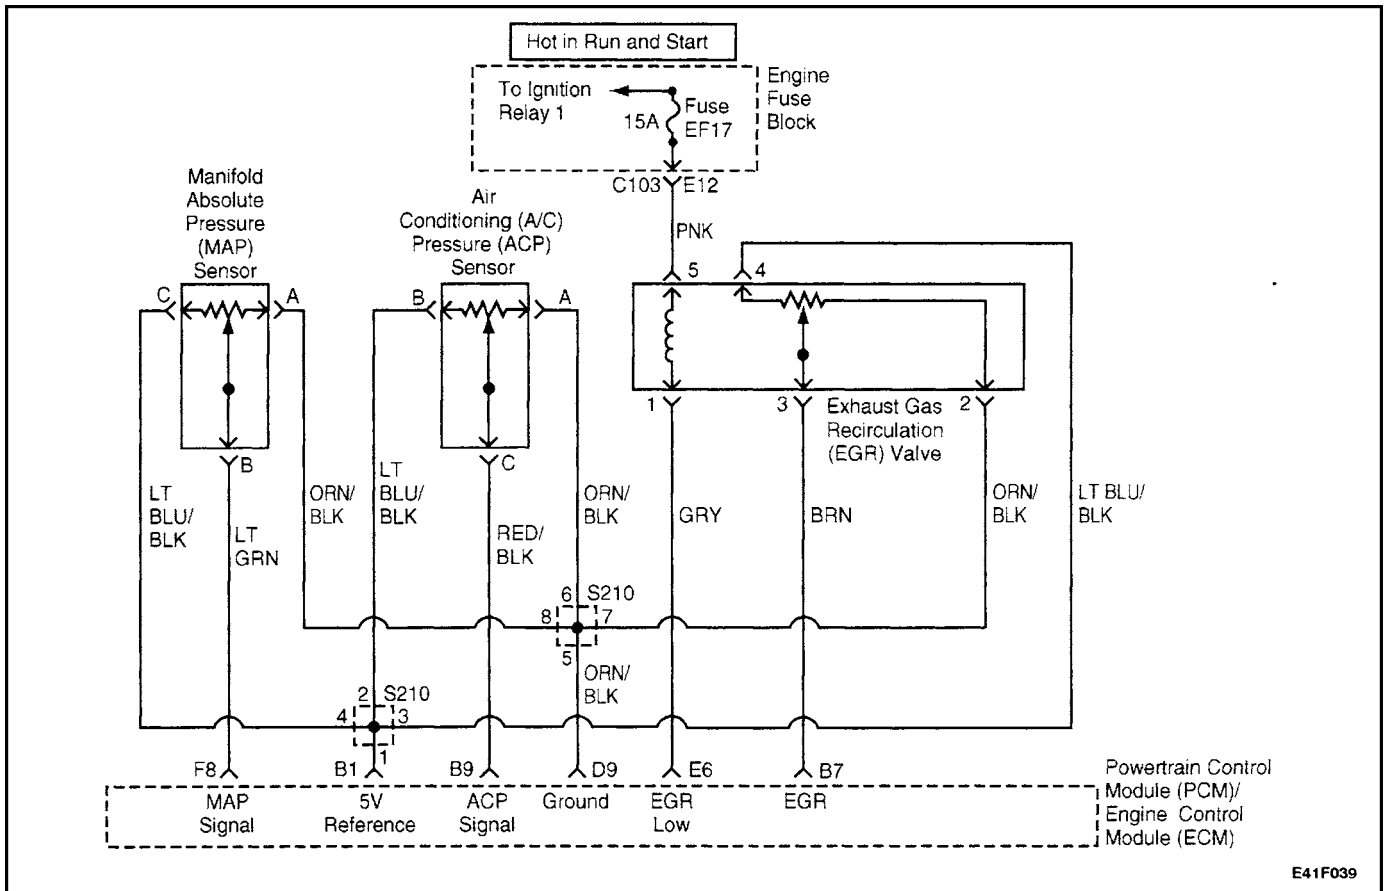 Hot in Run and Start
To Ignition
Relay 1
15A
Fuse
EF17
Engine
Fuse
Block
C103
E12
PNK
Manifold
Absolute
Pressure
(MAP)
Sensor
Air
Conditioning (A/C)
Pressure (ACP)
Sensor
C
A
B
A
5
4
B
C
1
3
2
Exhaust Gas
Recirculation
(EGR) Valve
LT
BLU/
BLK
LT
GRN
ORN/
BLK
LT
BLU/
BLK
RED/
BLK
ORN/
BLK
GRY
BRN
ORN/
BLK
LT BLU/
BLK
6
S210
8
7
5
ORN/
BLK
2
S210
4
3
1
F8
B1
B9
D9
E6
B7
MAP
Signal
5V
Reference
ACP
Signal
Ground
EGR
Low
EGR
Powertrain Control
Module (PCM)/
Engine Control
Module (ECM)
E41F039